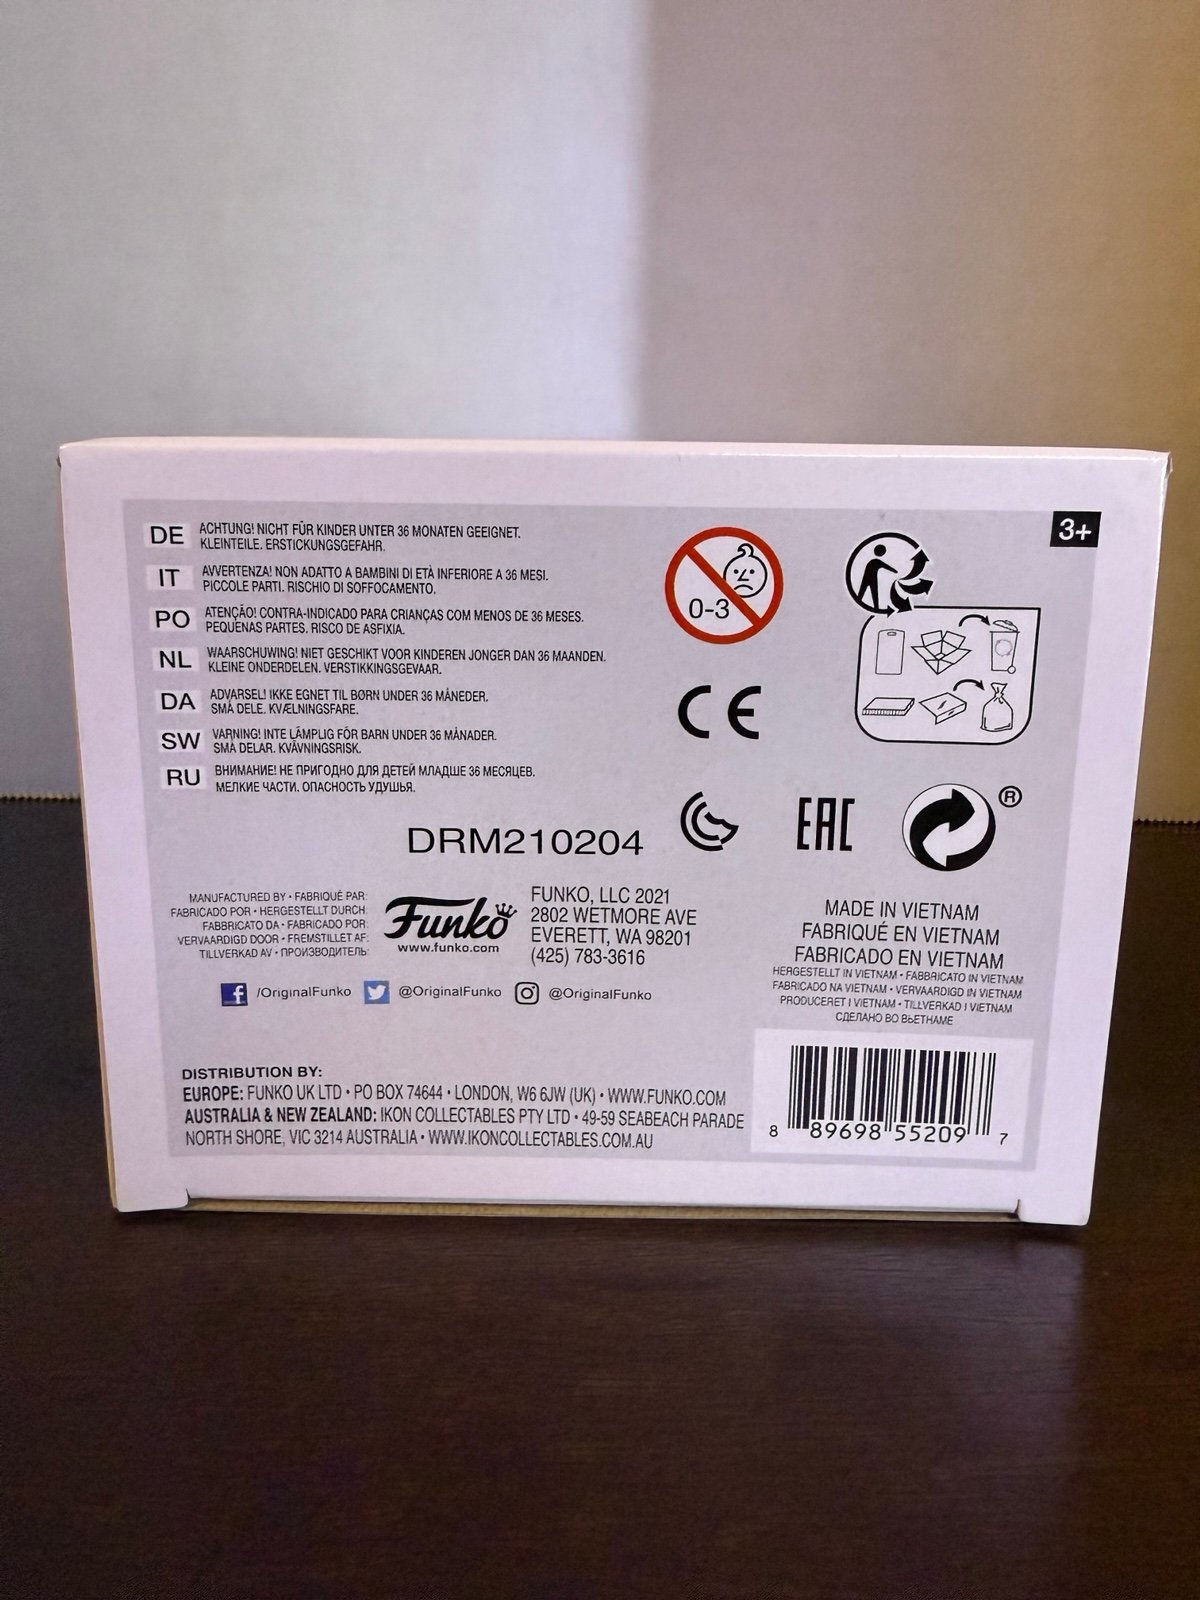 3+
DE ACHTUNG! NICHT FÜR KINDER UNTER 36 MONATEN GEEIGNET.
KLEINTEILE. ERSTICKUNGSGEFAHR.
IT AVVERTENZA! NON ADATTO A BAMBINI DI ETÀ INFERIORE A 36 MESI.
PICCOLE PARTI. RISCHIO DI SOFFOCAMENTO.
PO ATENÇÃO! CONTRA-INDICADO PARA CRIANÇAS COM MENOS DE 36 MESES.
PEQUENAS PARTES. RISCO DE ASFIXIA.
NL WAARSCHUWING! NIET GESCHIKT VOOR KINDEREN JONGER DAN 36 MAANDEN.
KLEINE ONDERDELEN. VERSTIKKINGSGEVAAR.
DA ADVARSEL! IKKE EGNET TIL BØRN UNDER 36 MÅNEDER.
SMÅ DELE. KVÆLNINGSFARE.
SW VARNING! INTE LÄMPLIG FÖR BARN UNDER 36 MÅNADER.
SMÅ DELAR. KVÄVNINGSRISK.
RU ВНИМАНИЕ! НЕ ПРИГОДНО ДЛЯ ДЕТЕЙ МЛАДШЕ 36 МЕСЯЦЕВ.
МЕЛКИЕ ЧАСТИ. ОПАСНОСТЬ УДУШЬЯ.
0-3
CE
DRM210204
EAC
®
MANUFACTURED BY • FABRIQUÉ PAR:
FABRICADO POR • HERGESTELLT DURCH:
FABBRICATO DA • FABRICADO POR:
VERVAARDIGD DOOR • FREMSTILLET AF:
TILLVERKAD AV • ПРОИЗВОДИТЕЛЬ:
Funko
www.funko.com
FUNKO, LLC 2021
2802 WETMORE AVE
EVERETT, WA 98201
(425) 783-3616
MADE IN VIETNAM
FABRIQUÉ EN VIETNAM
FABRICADO EN VIETNAM
HERGESTELLT IN VIETNAM • FABBRICATO IN VIETNAM
FABRICADO NA VIETNAM • VERVAARDIGD IN VIETNAM
PRODUCERET I VIETNAM • TILLVERKAD I VIETNAM
СДЕЛАНО ВО ВЬЕТНАМЕ
/OriginalFunko @OriginalFunko @OriginalFunko
DISTRIBUTION BY:
EUROPE: FUNKO UK LTD • PO BOX 74644 • LONDON, W6 6JW (UK) • WWW.FUNKO.COM
AUSTRALIA & NEW ZEALAND: IKON COLLECTABLES PTY LTD • 49-59 SEABEACH PARADE
NORTH SHORE, VIC 3214 AUSTRALIA • WWW.IKONCOLLECTABLES.COM.AU
8 89698 55209 7